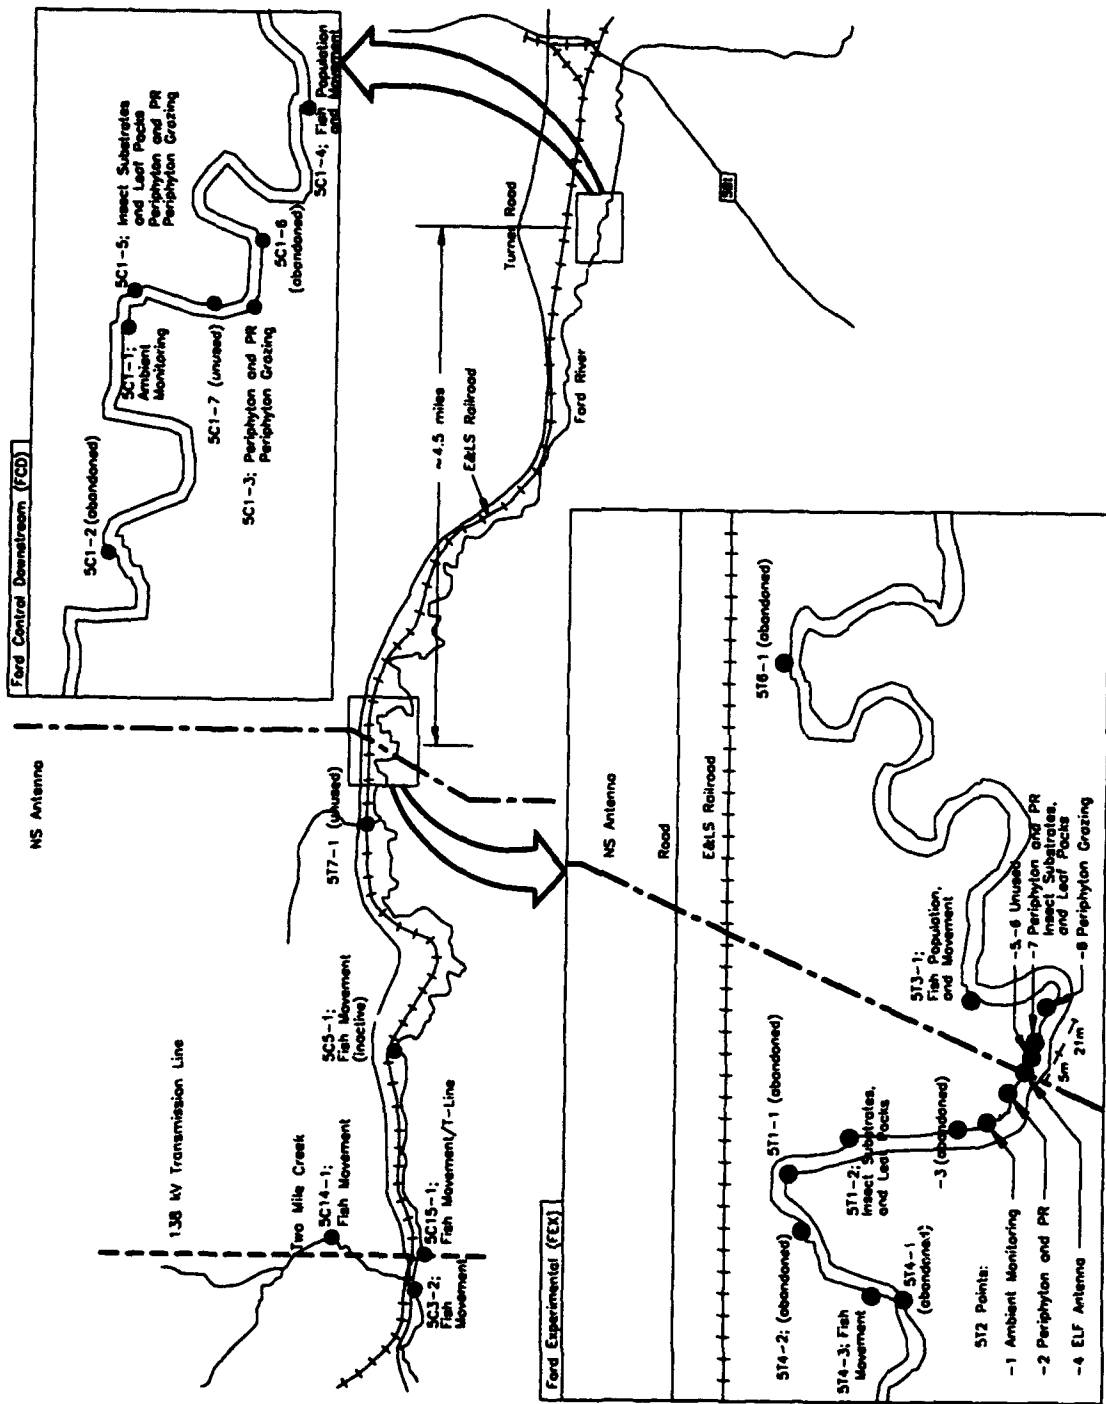 Ford Control Downstream (FCD)
5C1-2 (abandoned)
5C1-1;
Ambient
Monitoring
5C1-5; Insect Substrates
and Leaf Packs
Periphyton and PR
Periphyton Grazing
5C1-7 (unused)
5C1-3; Periphyton and PR
Periphyton Grazing
5C1-6
(abandoned)
5C1-4; Fish Population
and Movement
NS Antenna
138 kV Transmission Line
Two Mile Creek
5C14-1;
Fish Movement
5C3-2;
Fish
Movement
5C15-1;
Fish Movement/T-Line
5C5-1;
Fish Movement
(inactive)
5T7-1 (unused)
~4.5 miles
E&LS Railroad
Ford River
Turner Road
581
Ford Experimental (FEX)
NS Antenna
Road
E&LS Railroad
5T4-2; (abandoned)
5T4-3; Fish
Movement
5T4-1
(abandoned)
5T1-1 (abandoned)
5T1-2;
Insect Substrates,
and Leaf Packs
-3 (abandoned)
5T2 Points:
-1 Ambient Monitoring
-2 Periphyton and PR
-4 ELF Antenna
5m
21m
5T3-1;
Fish Population,
and Movement
-5,-6 Unused
-7 Periphyton and PR
Insect Substrates,
and Leaf Packs
-8 Periphyton Grazing
5T6-1 (abandoned)